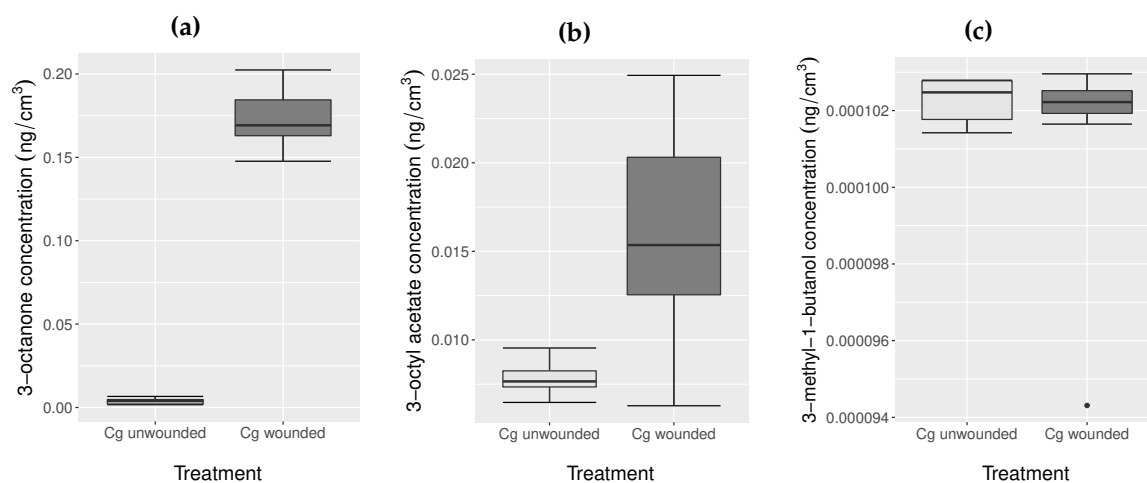 (a)
3−octanone concentration (ng/cm³)
0.20
0.15
0.10
0.05
0.00
Cg unwounded Cg wounded
Treatment
(b)
3−octyl acetate concentration (ng/cm³)
0.025
0.020
0.015
0.010
Cg unwounded Cg wounded
Treatment
(c)
3−methyl−1−butanol concentration (ng/cm³)
0.000102
0.000100
0.000098
0.000096
0.000094
Cg unwounded Cg wounded
Treatment